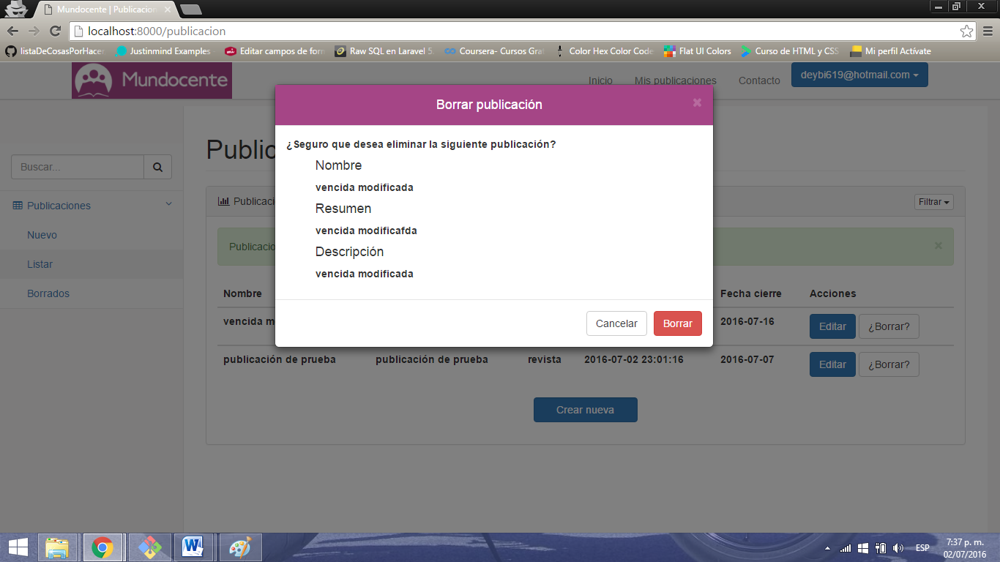 Mundocente | Publicacion
localhost:8000/publicacion
listaDeCosasPorHacer Justinmind Examples Editar campos de form Raw SQL en Laravel 5. Coursera- Cursos Grat Color Hex Color Code Flat UI Colors Curso de HTML y CSS Mi perfil Actívate
Mundocente Inicio Mis publicaciones Contacto deybi619@hotmail.com
Borrar publicación ×
¿Seguro que desea eliminar la siguiente publicación?
Nombre
vencida modificada
Resumen
vencida modificafda
Descripción
vencida modificada
Cancelar Borrar
Public
Buscar...
Publicaciones
Nuevo
Listar
Borrados
Publicaci Filtrar
Publicacio ×
Nombre Fecha cierre Acciones
vencida m 2016-07-16 Editar ¿Borrar?
publicación de prueba publicación de prueba revista 2016-07-02 23:01:16 2016-07-07 Editar ¿Borrar?
Crear nueva
ESP 7:37 p. m.
02/07/2016